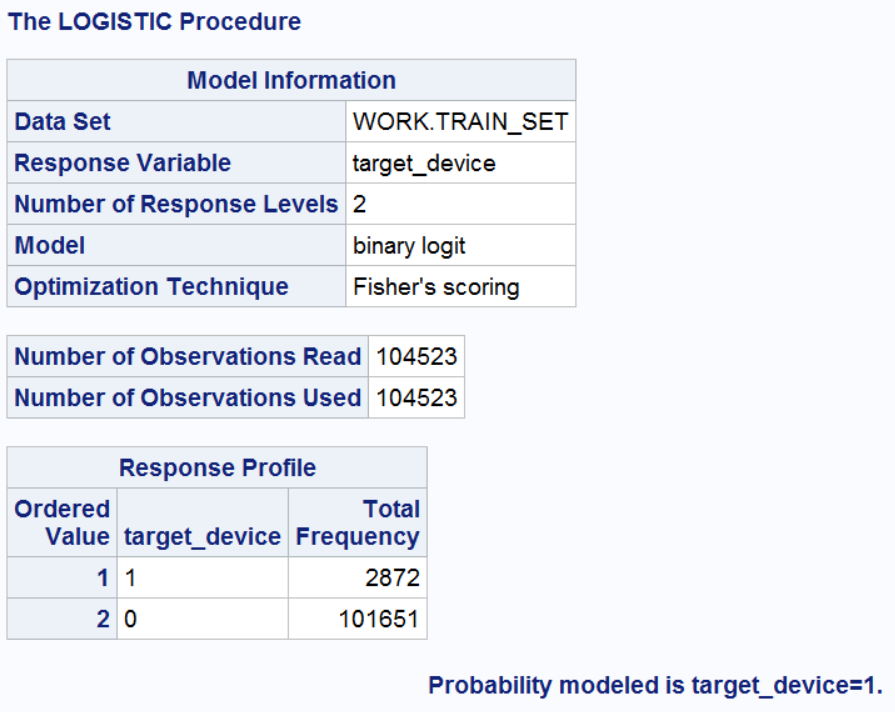 The LOGISTIC Procedure
Model Information
Data Set WORK.TRAIN_SET
Response Variable target_device
Number of Response Levels 2
Model binary logit
Optimization Technique Fisher's scoring
Number of Observations Read 104523
Number of Observations Used 104523
Response Profile
Ordered Value target_device Total Frequency
1 1 2872
2 0 101651
Probability modeled is target_device=1.